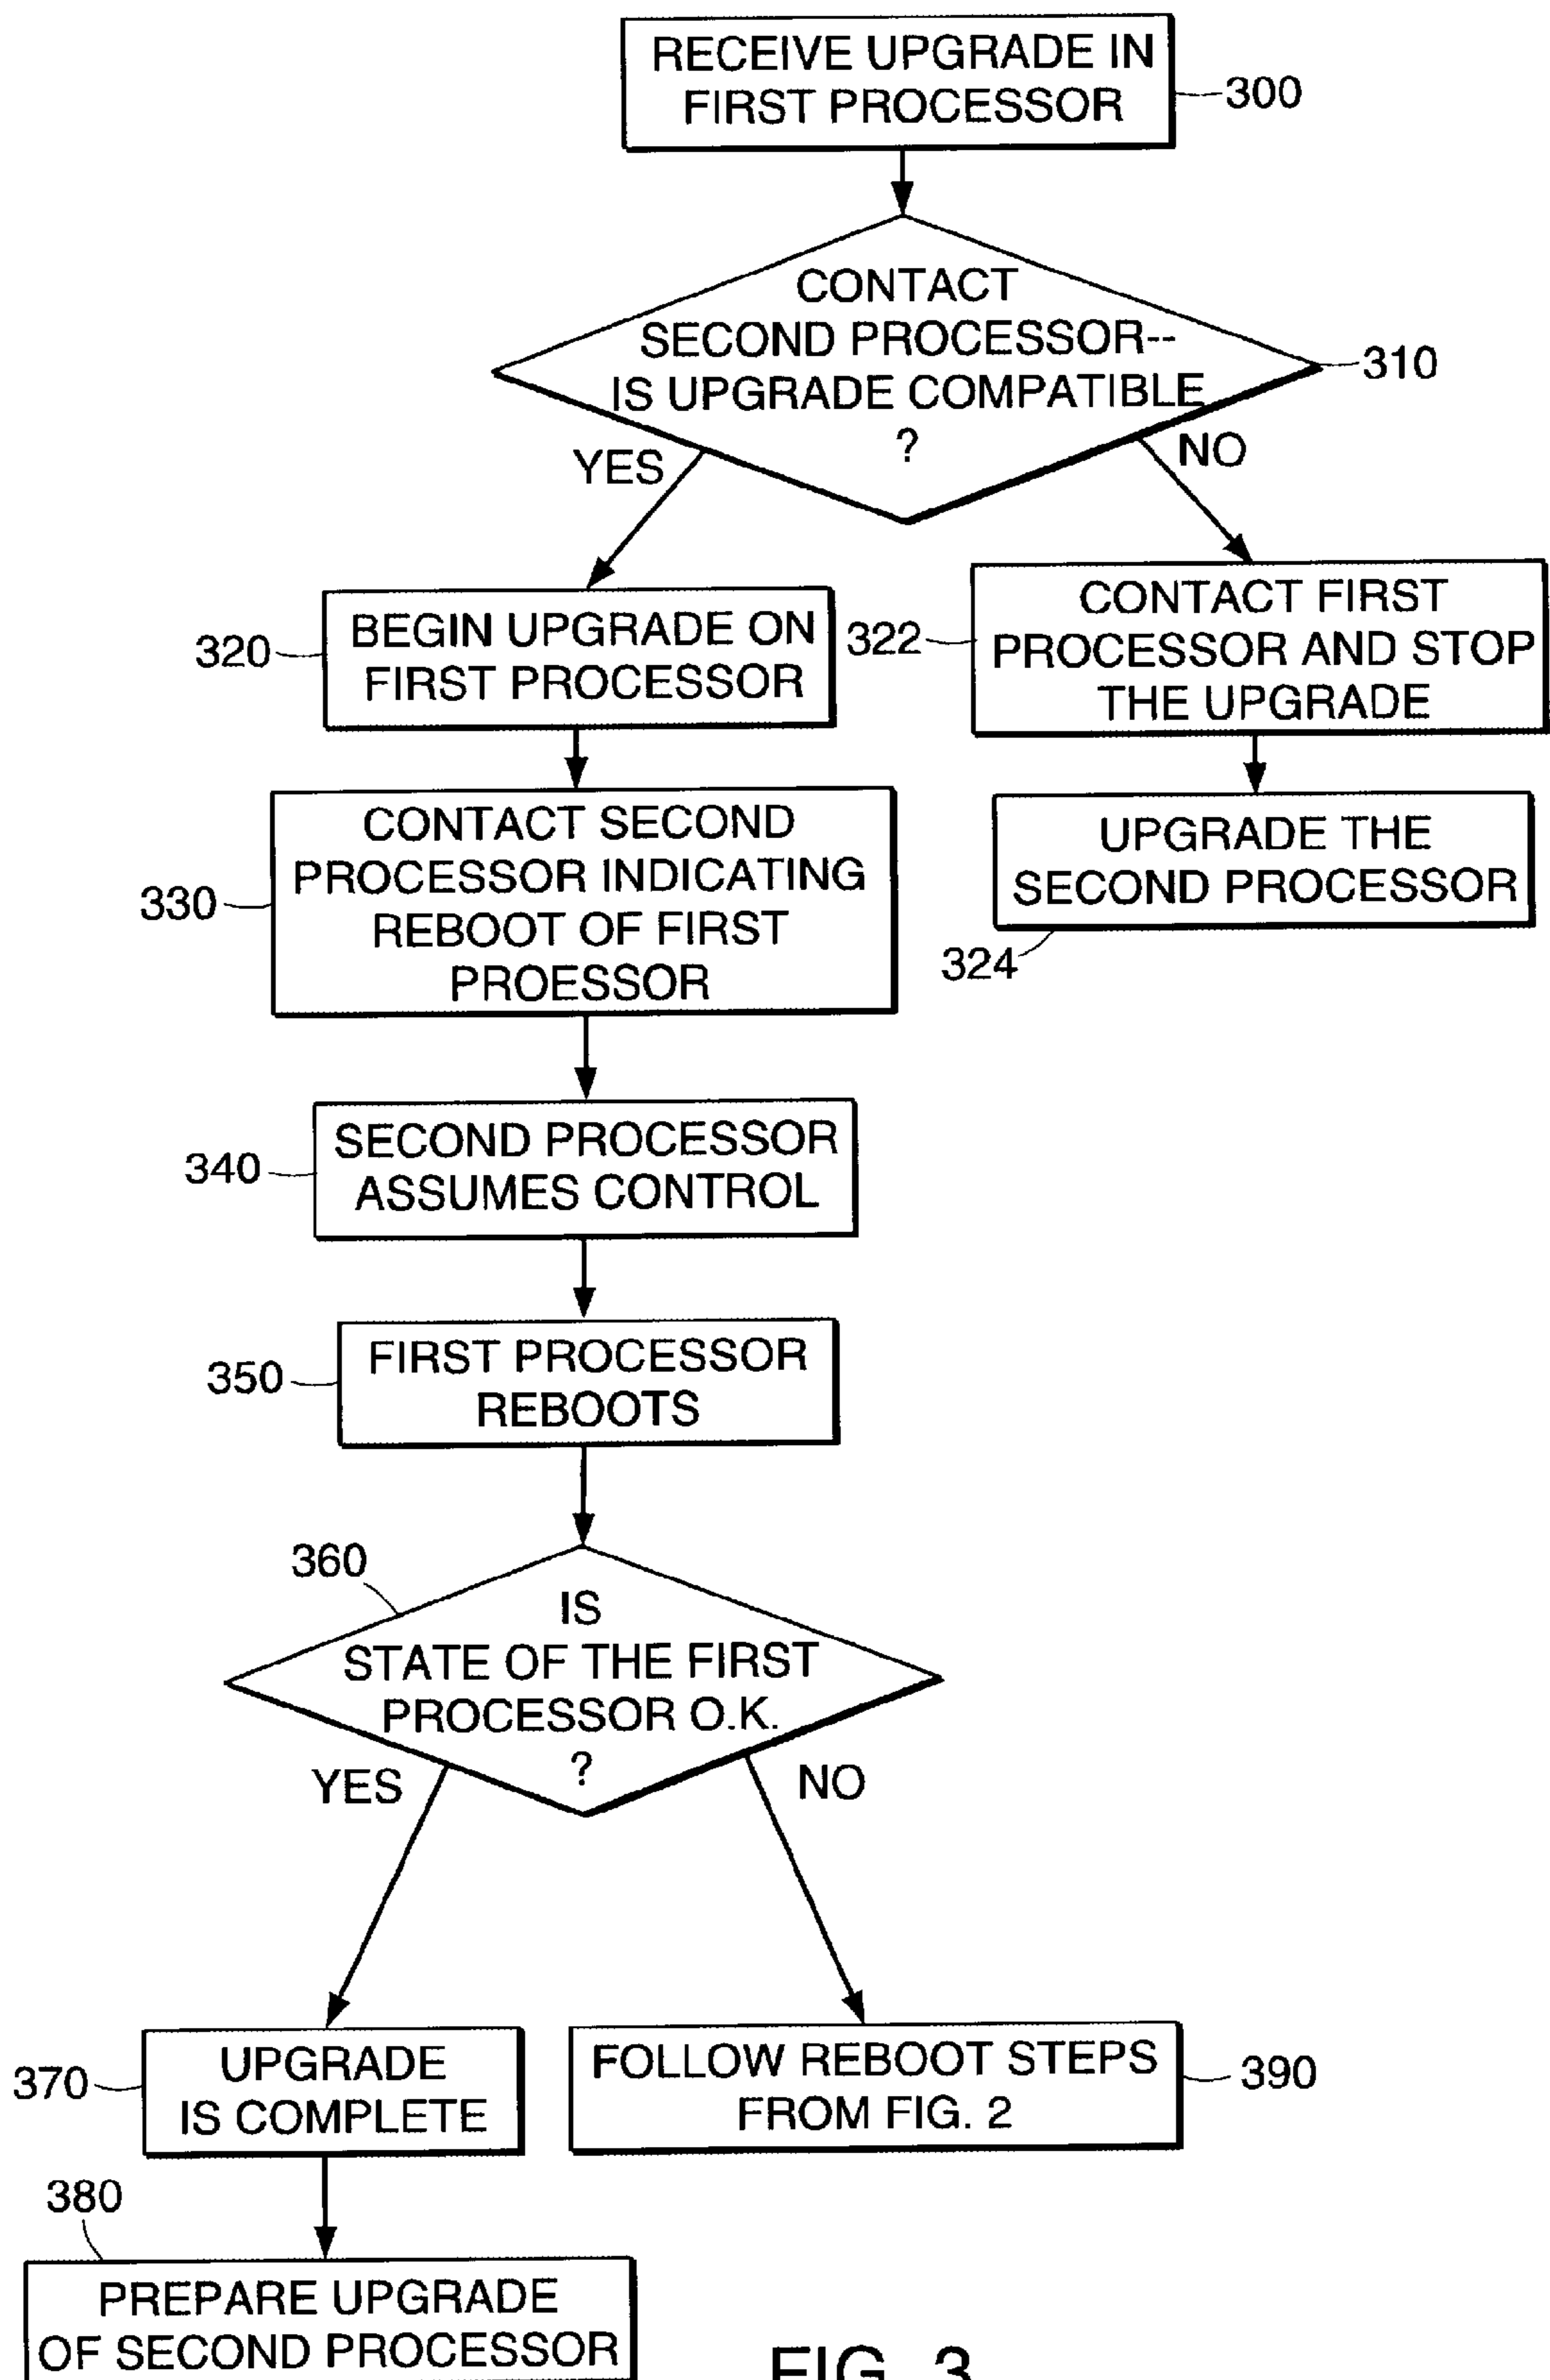 RECEIVE UPGRADE IN
FIRST PROCESSOR
300
CONTACT
SECOND PROCESSOR--
IS UPGRADE COMPATIBLE
?
310
YES
NO
320
BEGIN UPGRADE ON
FIRST PROCESSOR
322
CONTACT FIRST
PROCESSOR AND STOP
THE UPGRADE
330
CONTACT SECOND
PROCESSOR INDICATING
REBOOT OF FIRST
PROESSOR
UPGRADE THE
SECOND PROCESSOR
324
340
SECOND PROCESSOR
ASSUMES CONTROL
350
FIRST PROCESSOR
REBOOTS
360
IS
STATE OF THE FIRST
PROCESSOR O.K.
?
YES
NO
370
UPGRADE
IS COMPLETE
FOLLOW REBOOT STEPS
FROM FIG. 2
390
380
PREPARE UPGRADE
OF SECOND PROCESSOR
FIG. 3